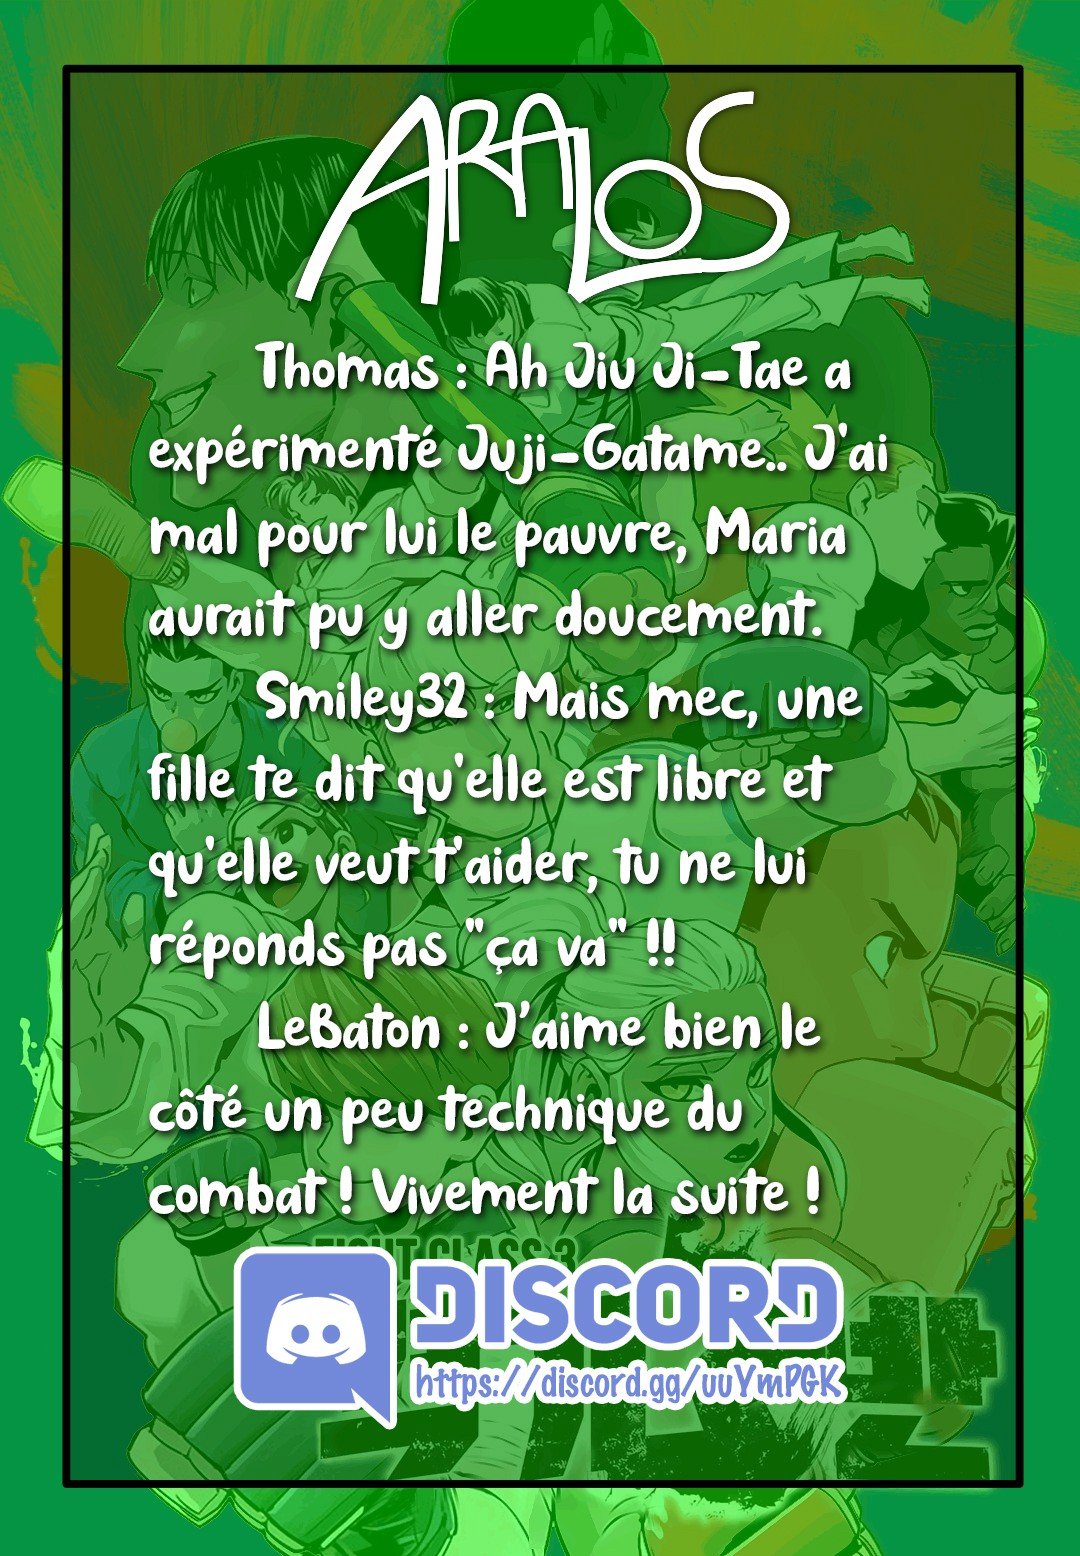 ARALOS
Thomas : Ah Jiu Ji-Tae a
expérimenté Juji-Gatame.. J'ai
mal pour lui le pauvre, Maria
aurait pu y aller doucement.
Smiley32 : Mais mec, une
fille te dit qu'elle est libre et
qu'elle veut t'aider, tu ne lui
réponds pas "ça va" !!
LeBaton : J'aime bien le
côté un peu technique du
combat ! Vivement la suite !
FIGHT CLASS 3
DISCORD
https://discord.gg/uuYmPGK